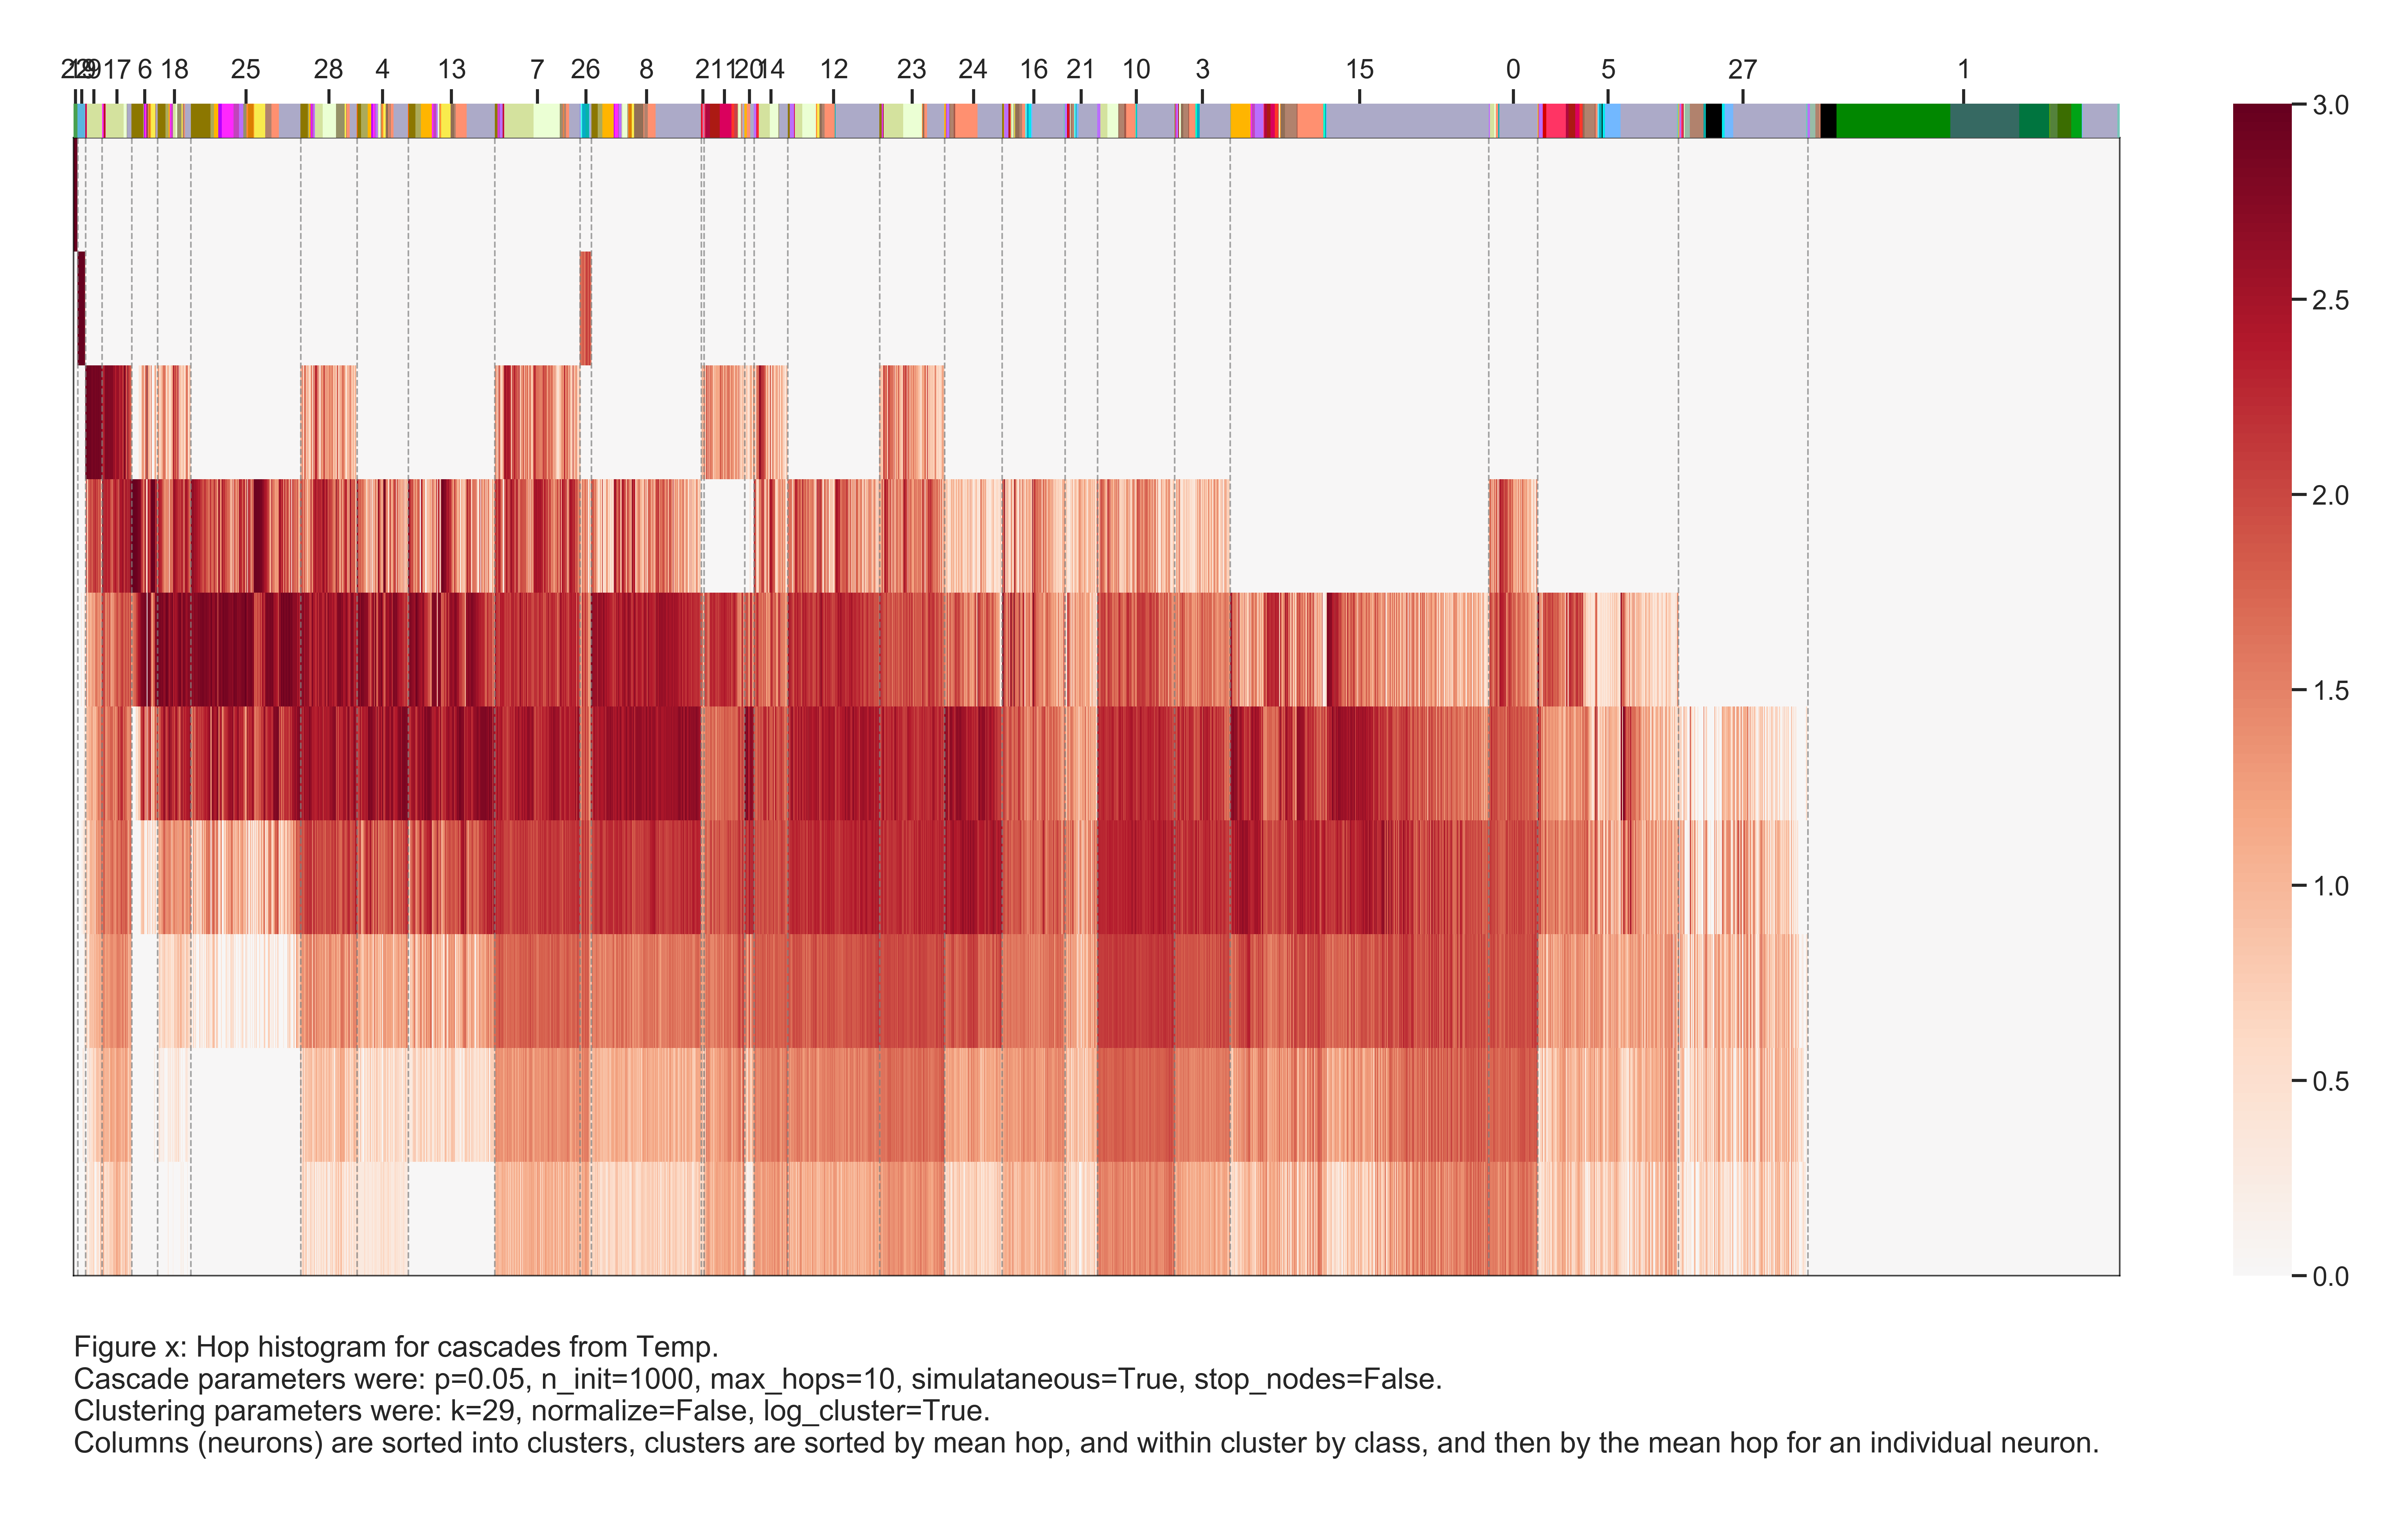 17 6 18 25 28 4 13 7 26 8 14 12 23 24 16 21 10 3 15 0 5 27 1
3.0
2.5
2.0
1.5
1.0
0.5
0.0
Figure x: Hop histogram for cascades from Temp.
Cascade parameters were: p=0.05, n_init=1000, max_hops=10, simulataneous=True, stop_nodes=False.
Clustering parameters were: k=29, normalize=False, log_cluster=True.
Columns (neurons) are sorted into clusters, clusters are sorted by mean hop, and within cluster by class, and then by the mean hop for an individual neuron.